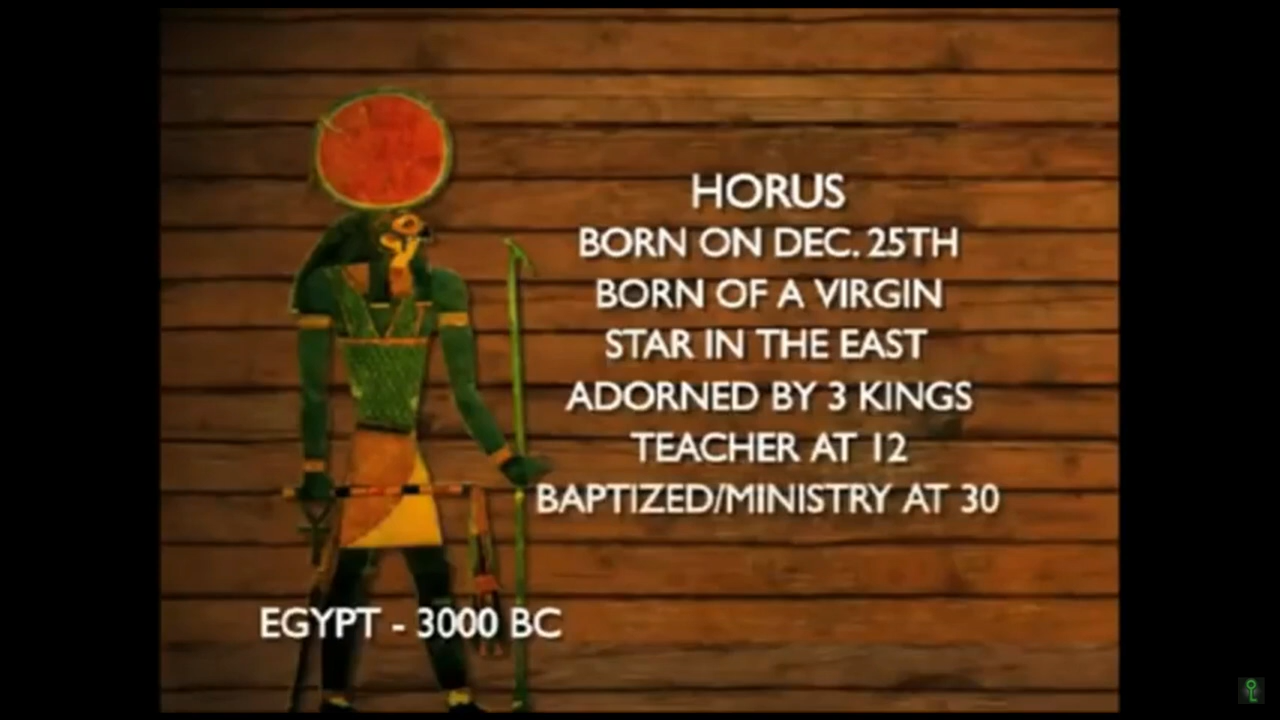 HORUS
BORN ON DEC. 25TH
BORN OF A VIRGIN
STAR IN THE EAST
ADORNED BY 3 KINGS
TEACHER AT 12
BAPTIZED/MINISTRY AT 30
EGYPT - 3000 BC